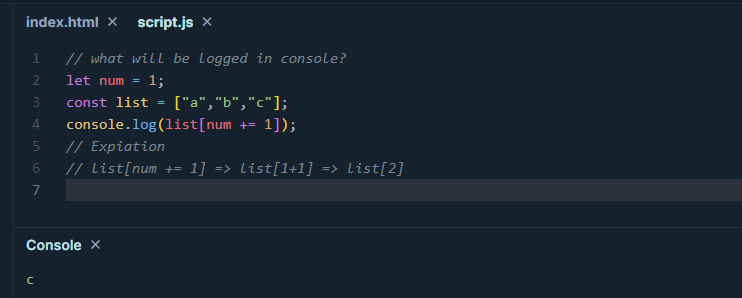 index.html × script.js ×
1 // what will be logged in console?
2 let num = 1;
3 const list = ["a","b","c"];
4 console.log(list[num += 1]);
5 // Expiation
6 // list[num += 1] => list[1+1] => list[2]
7
Console ×
c